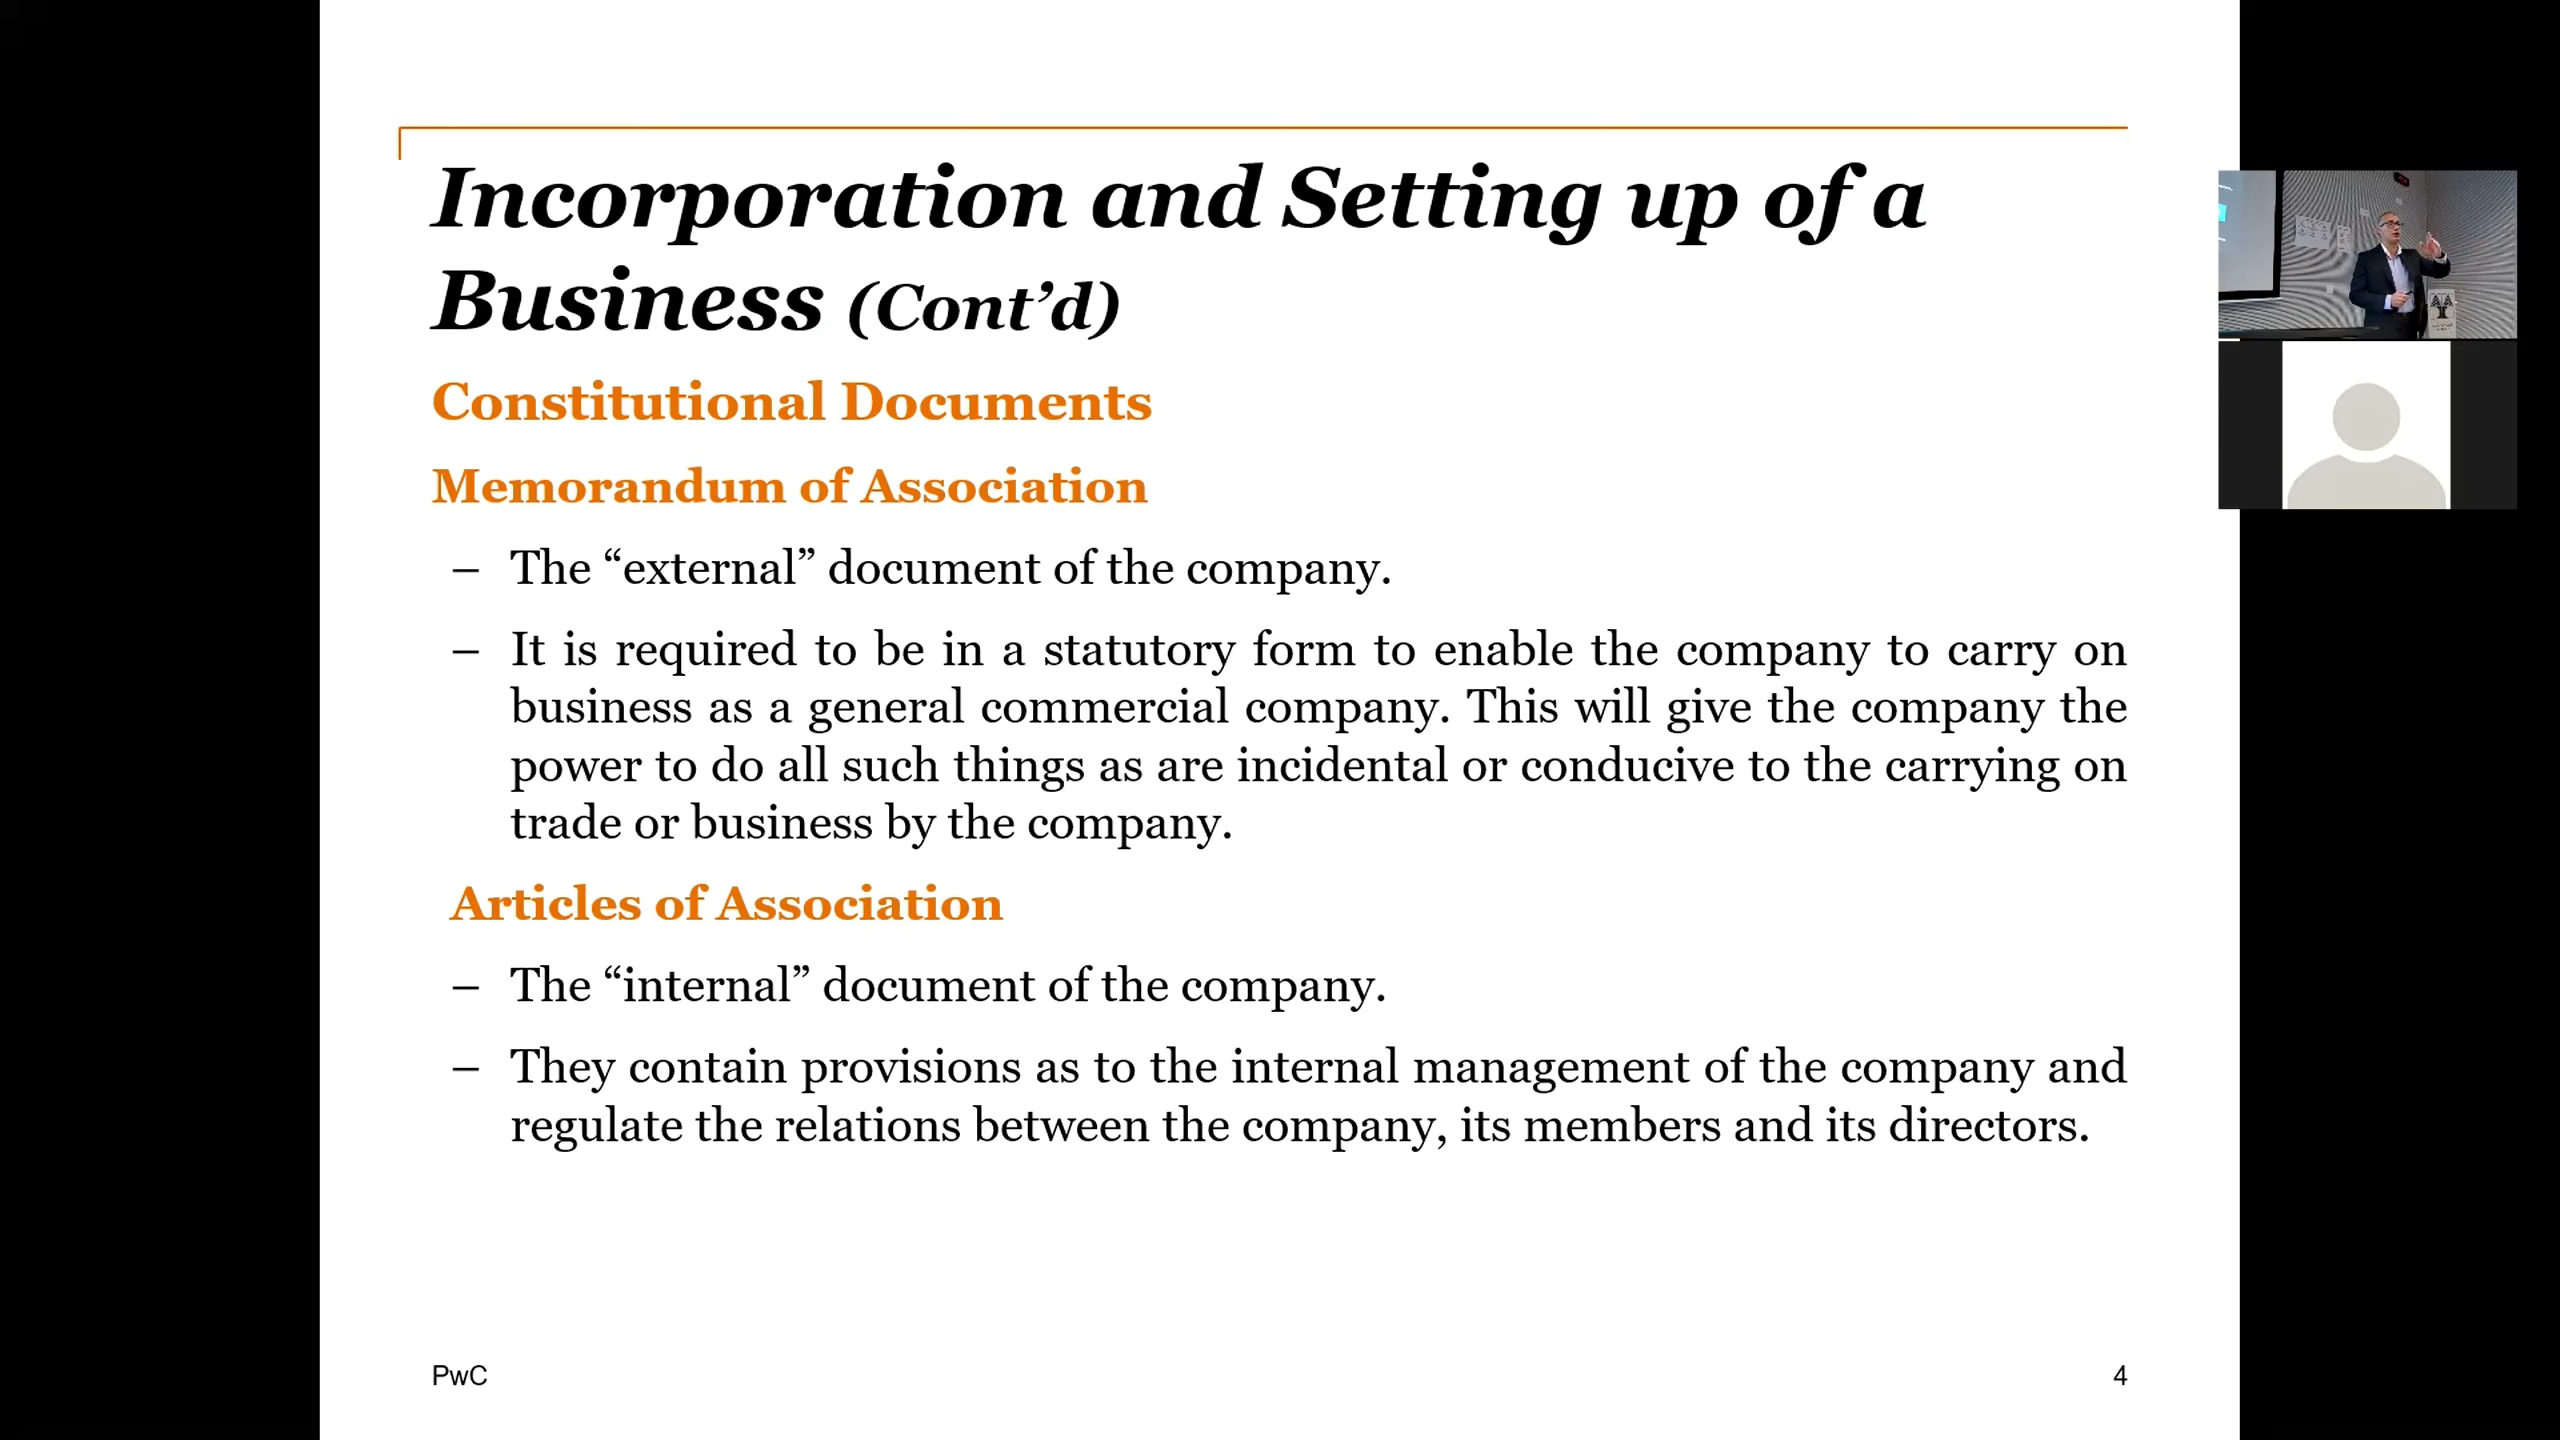 Incorporation and Setting up of a
Business (Cont’d)
Constitutional Documents
Memorandum of Association
– The “external” document of the company.
– It is required to be in a statutory form to enable the company to carry on
business as a general commercial company. This will give the company the
power to do all such things as are incidental or conducive to the carrying on
trade or business by the company.
Articles of Association
– The “internal” document of the company.
– They contain provisions as to the internal management of the company and
regulate the relations between the company, its members and its directors.
PwC
4